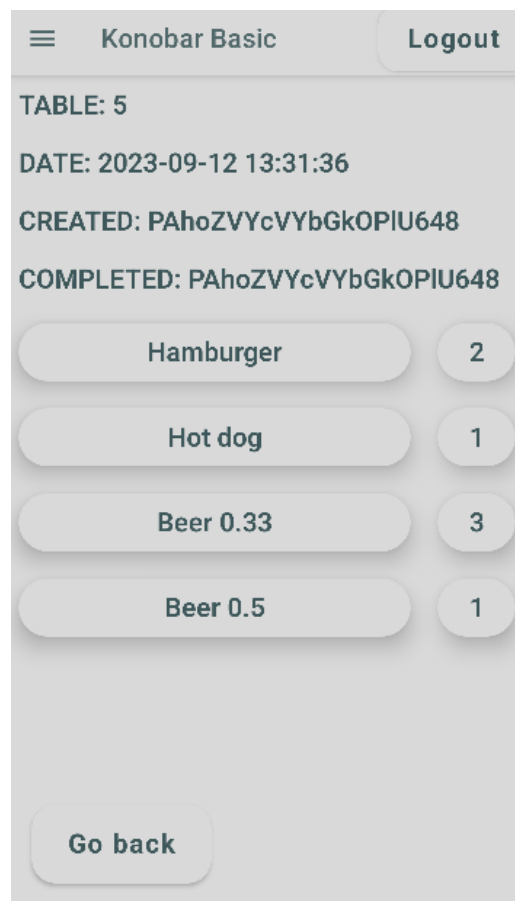 Konobar Basic Logout
TABLE: 5
DATE: 2023-09-12 13:31:36
CREATED: PAhoZVYcVYbGkOPlU648
COMPLETED: PAhoZVYcVYbGkOPlU648
Hamburger 2
Hot dog 1
Beer 0.33 3
Beer 0.5 1
Go back